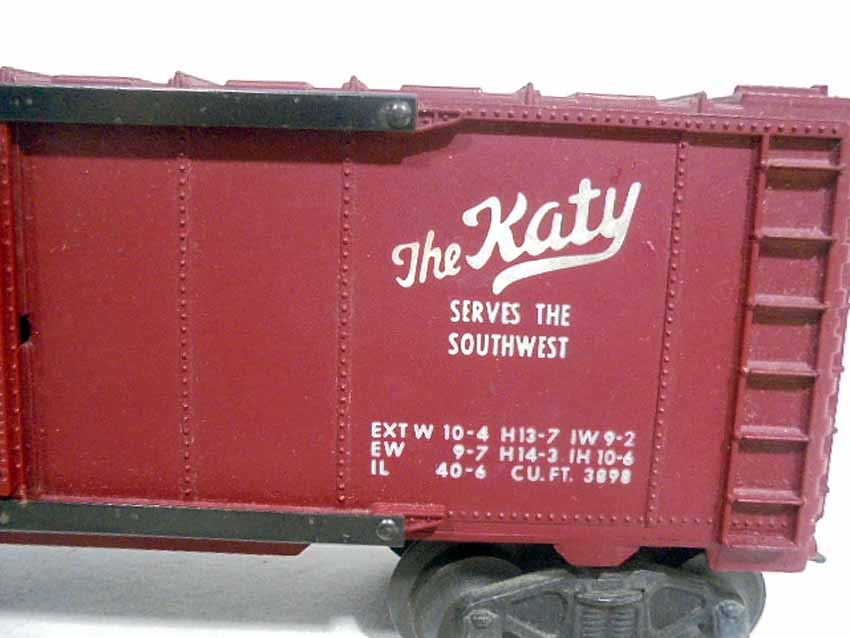 The Katy
SERVES THE
SOUTHWEST
EXT W 10-4 H13-7 IW 9-2
EW 9-7 H14-3 IH 10-6
IL 40-6 CU. FT. 3898